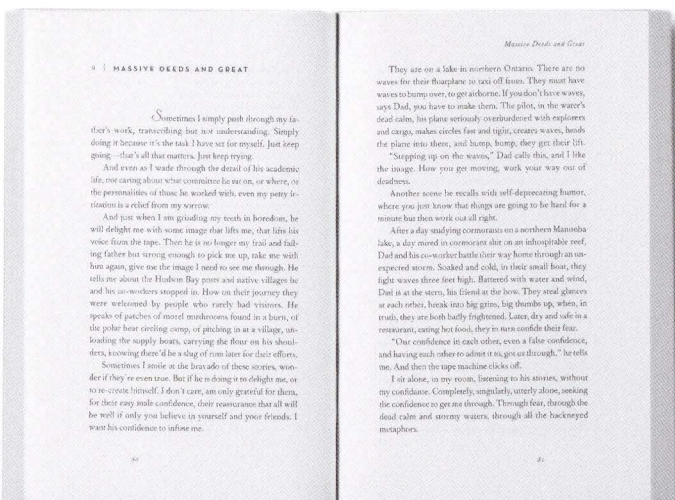 9 | MASSIVE DEEDS AND GREAT
Sometimes I simply push through my fa-
ther's work, transcribing but not understanding. Simply
doing it because it's the task I have set for myself. Just keep
going—that's all that matters. Just keep trying.
And even as I wade through the detail of his academic
life, not caring about what committee he sat on, or where, or
the personalities of those he worked with, even my petty ir-
ritation is a relief from my sorrow.
And just when I am grinding my teeth in boredom, he
will delight me with some image that lifts me, that lifts his
voice from the tape. Then he is no longer my frail and fail-
ing father but strong enough to pick me up, take me with
him again, give me the image I need to see me through. He
tells me about the Hudson Bay posts and native villages he
and his co-workers stopped in. How on their journey they
were welcomed by people who rarely had visitors. He
speaks of patches of morel mushrooms found in a burn, of
the polar bear circling camp, of pitching in at a village, un-
loading the supply boats, carrying the flour on his shoul-
ders, knowing there'd be a slug of rum later for their efforts.
Sometimes I smile at the bravado of these stories, won-
der if they're even true. But if he is doing it to delight me, or
to re-create himself, I don't care, am only grateful for them,
for their easy male confidence, their reassurance that all will
be well if only you believe in yourself and your friends. I
want his confidence to infuse me.
Massive Deeds and Great
They are on a lake in northern Ontario. There are no
waves for their floatplane to taxi off from. They must have
waves to bump over, to get airborne. If you don't have waves,
says Dad, you have to make them. The pilot, in the water's
dead calm, his plane seriously overburdened with explorers
and cargo, makes circles fast and tight, creates waves, heads
the plane into them, and bump, bump, they get their lift.
"Stepping up on the waves," Dad calls this, and I like
the image. How you get moving, work your way out of
deadness.
Another scene he recalls with self-deprecating humor,
where you just know that things are going to be hard for a
minute but then work out all right.
After a day studying cormorants on a northern Manitoba
lake, a day mired in cormorant shit on an inhospitable reef,
Dad and his co-worker battle their way home through an un-
expected storm. Soaked and cold, in their small boat, they
fight waves three feet high. Battered with water and wind,
Dad is at the stern, his friend at the bow. They steal glances
at each other, break into big grins, big thumbs up, when, in
truth, they are both badly frightened. Later, dry and safe in a
restaurant, eating hot food, they in turn confide their fear.
"Our confidence in each other, even a false confidence,
and having each other to admit it to, got us through," he tells
me. And then the tape machine clicks off.
I sit alone, in my room, listening to his stories, without
my confidante. Completely, singularly, utterly alone, seeking
the confidence to get me through. Through fear, through the
dead calm and stormy waters, through all the hackneyed
metaphors.